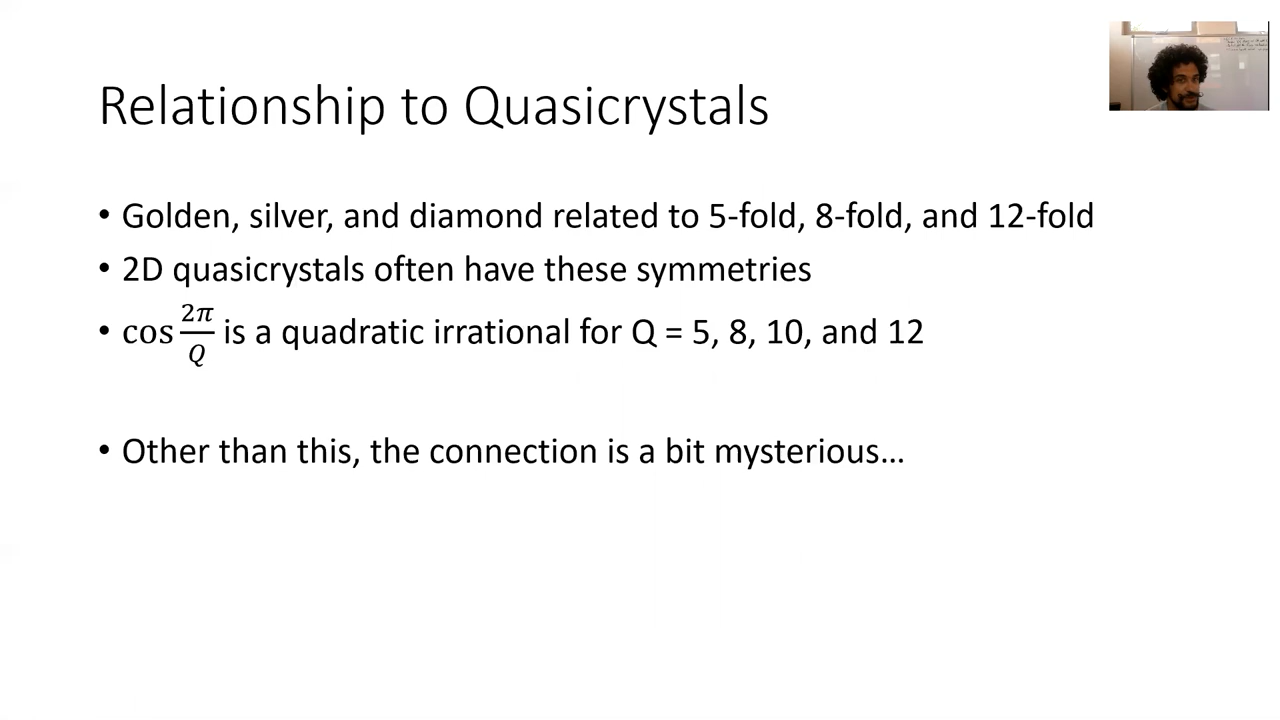 Relationship to Quasicrystals
• Golden, silver, and diamond related to 5-fold, 8-fold, and 12-fold
• 2D quasicrystals often have these symmetries
• cos 2π/Q is a quadratic irrational for Q = 5, 8, 10, and 12
• Other than this, the connection is a bit mysterious…